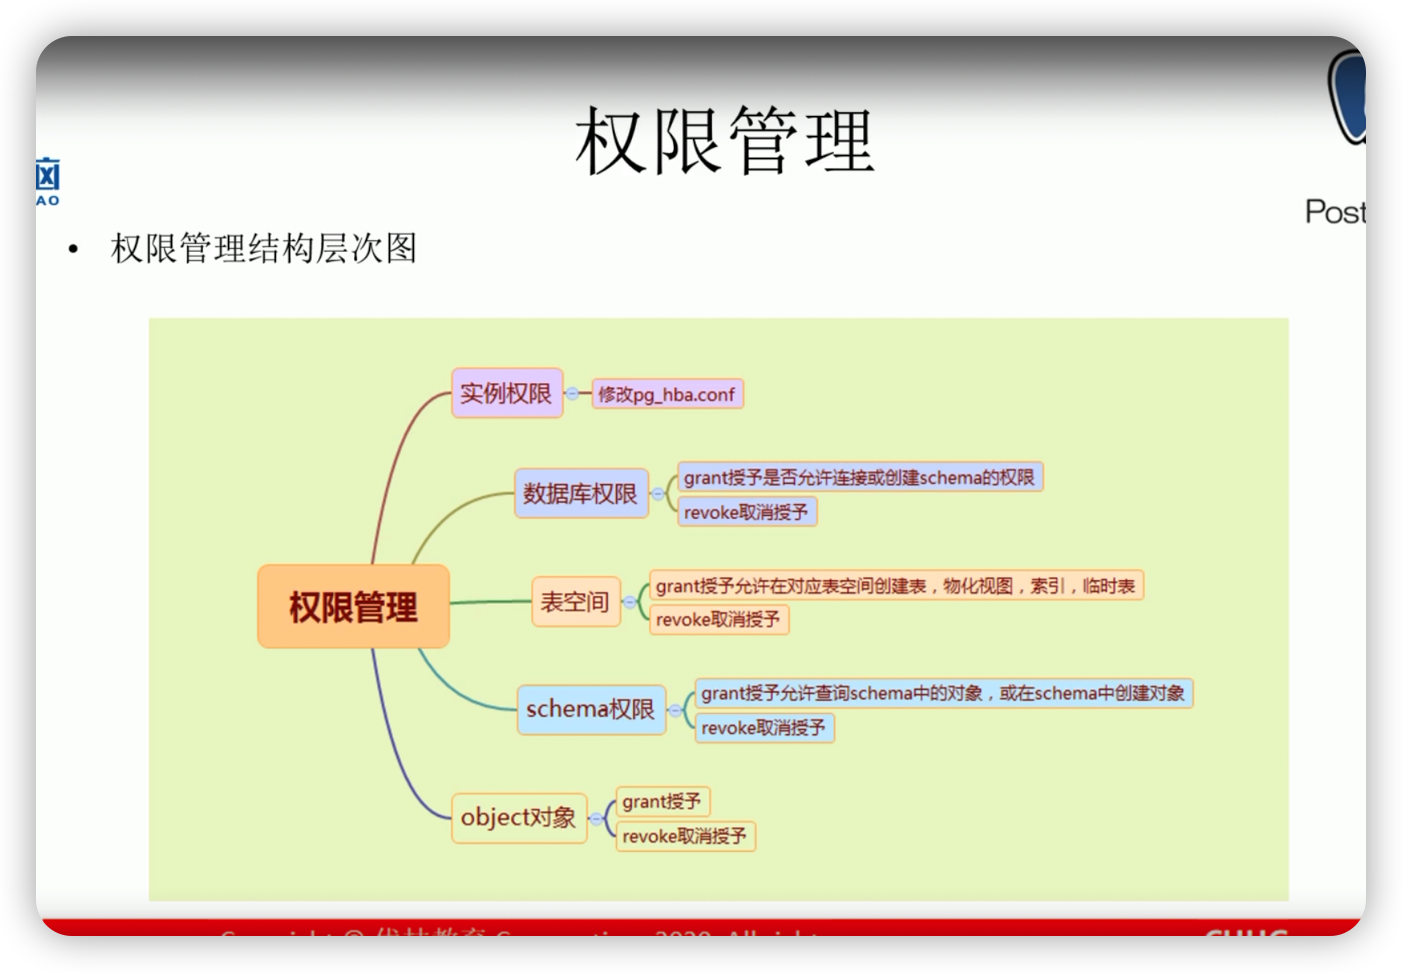 权限管理
AO
Post
• 权限管理结构层次图
实例权限
修改pg_hba.conf
数据库权限
grant授予是否允许连接或创建schema的权限
revoke取消授予
权限管理
表空间
grant授予允许在对应表空间创建表，物化视图，索引，临时表
revoke取消授予
schema权限
grant授予允许查询schema中的对象，或在schema中创建对象
revoke取消授予
object对象
grant授予
revoke取消授予